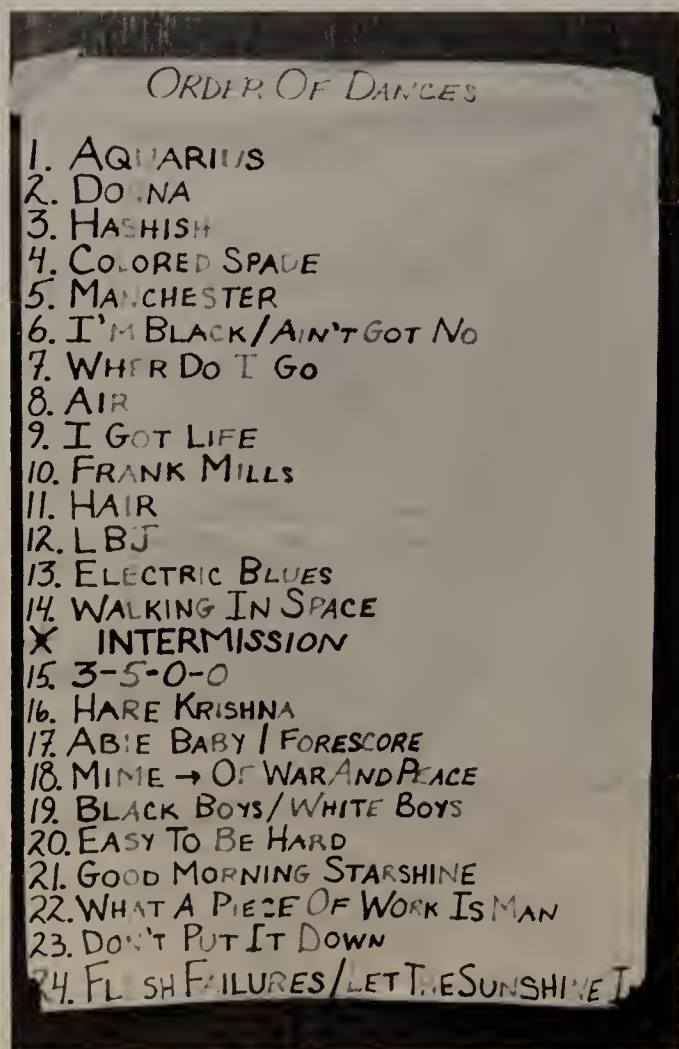 ORDER OF DANCES
1. AQUARIUS
2. DONNA
3. HASHISH
4. COLORED SPADE
5. MANCHESTER
6. I'M BLACK/AIN'T GOT NO
7. WHER DO I GO
8. AIR
9. I GOT LIFE
10. FRANK MILLS
11. HAIR
12. LBJ
13. ELECTRIC BLUES
14. WALKING IN SPACE
X INTERMISSION
15. 3-5-0-0
16. HARE KRISHNA
17. ABIE BABY / FORESCORE
18. MIME → OF WAR AND PEACE
19. BLACK BOYS/WHITE BOYS
20. EASY TO BE HARD
21. GOOD MORNING STARSHINE
22. WHAT A PIECE OF WORK IS MAN
23. DON'T PUT IT DOWN
24. FLESH FAILURES/LET THE SUNSHINE I